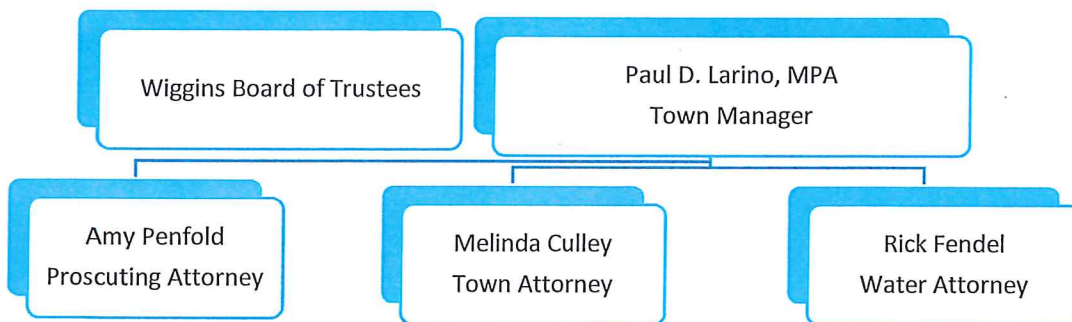 Wiggins Board of Trustees
Paul D. Larino, MPA
Town Manager
Amy Penfold
Proscuting Attorney
Melinda Culley
Town Attorney
Rick Fendel
Water Attorney